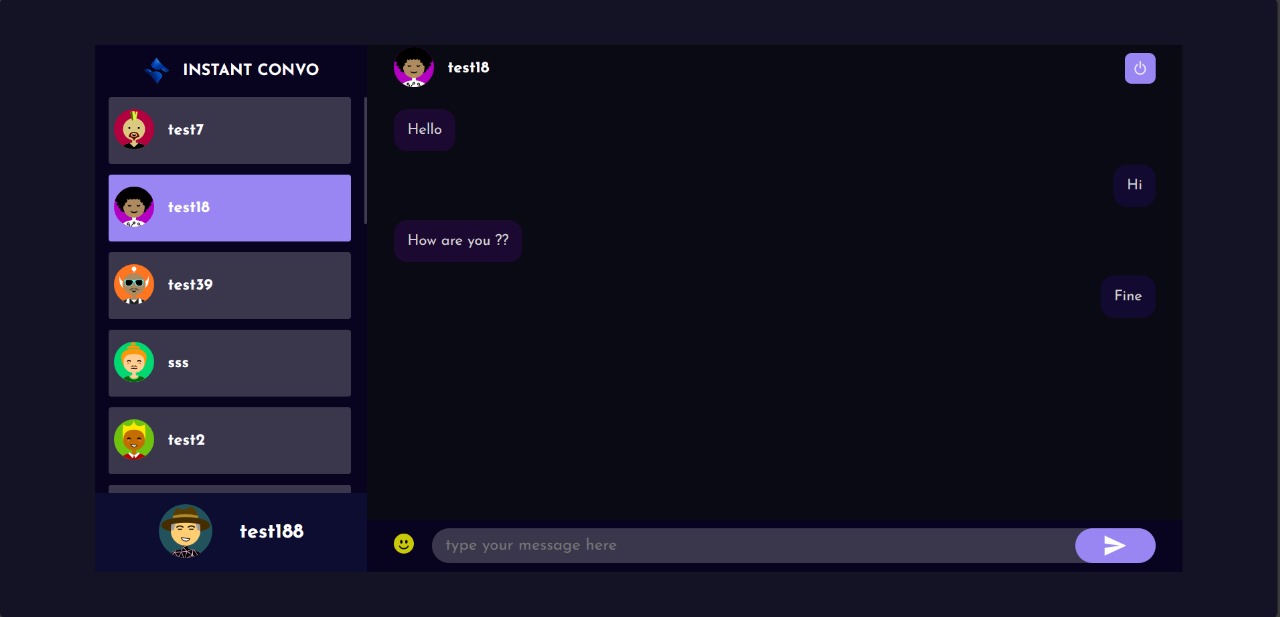 INSTANT CONVO
test7
test18
test39
sss
test2
test188
test18
Hello
Hi
How are you ??
Fine
type your message here